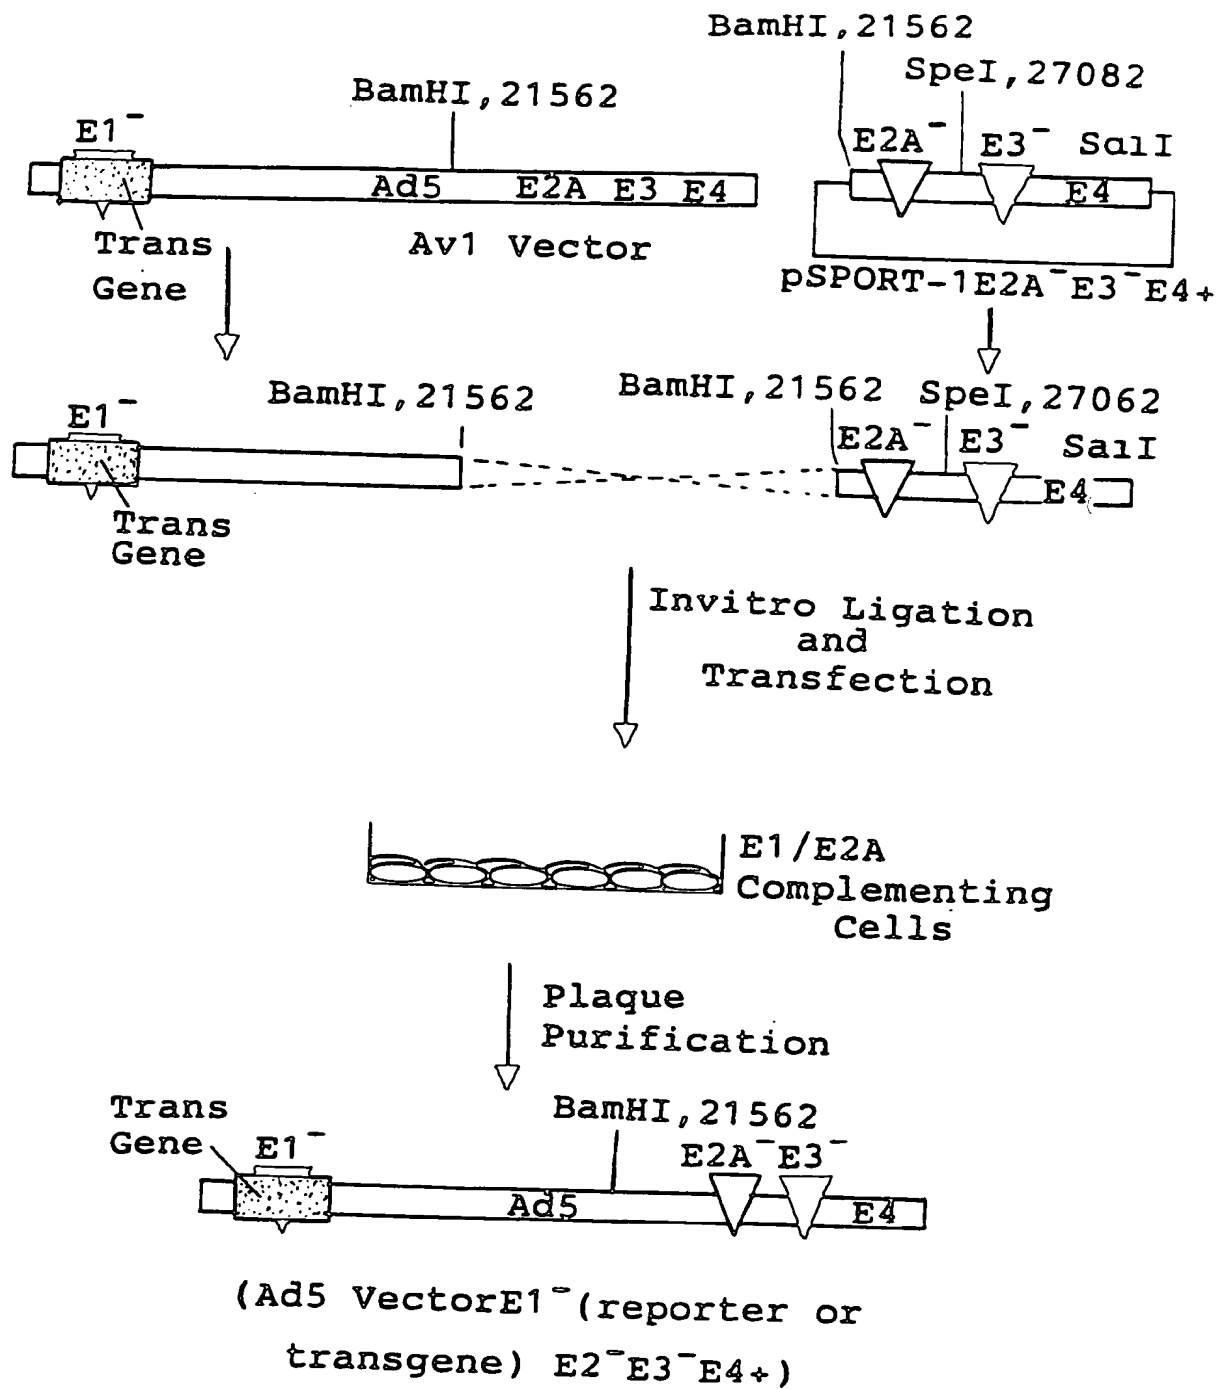 BamHI,21562
SpeI,27082
BamHI,21562
E1⁻
E2A⁻
E3⁻
SalI
Ad5
E2A
E3
E4
E4
Trans
Gene
Av1 Vector
pSPORT-1E2A⁻E3⁻E4+
BamHI,21562
BamHI,21562
SpeI,27062
E1⁻
E2A⁻
E3⁻
SalI
E4
Trans
Gene
Invitro Ligation
and
Transfection
E1/E2A
Complementing
Cells
Plaque
Purification
Trans
Gene
E1⁻
BamHI,21562
E2A⁻E3⁻
Ad5
E4
(Ad5 VectorE1⁻(reporter or
transgene) E2⁻E3⁻E4+)